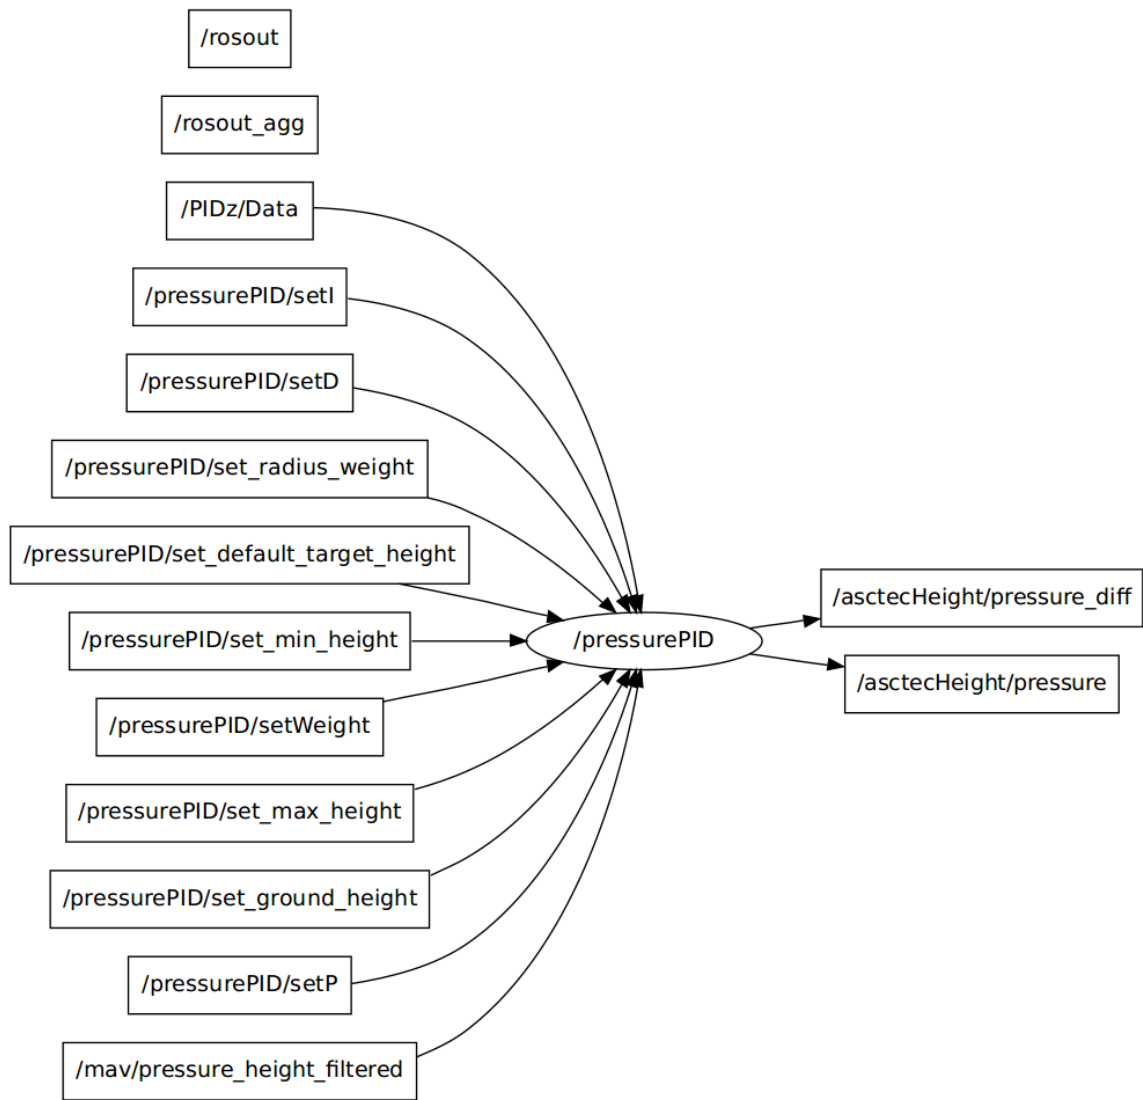 /rosout
/rosout_agg
/PIDz/Data
/pressurePID/setI
/pressurePID/setD
/pressurePID/set_radius_weight
/pressurePID/set_default_target_height
/pressurePID/set_min_height
/pressurePID/setWeight
/pressurePID/set_max_height
/pressurePID/set_ground_height
/pressurePID/setP
/mav/pressure_height_filtered
/pressurePID
/asctecHeight/pressure_diff
/asctecHeight/pressure